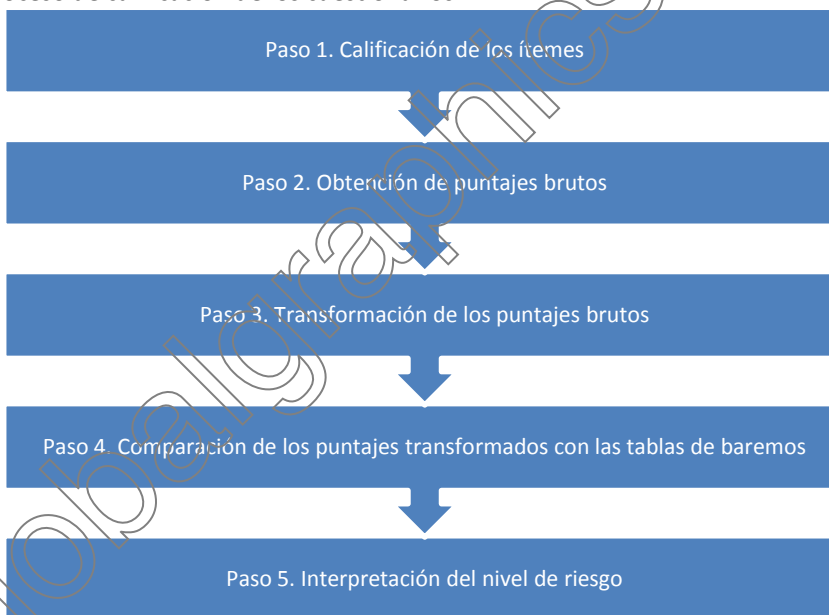 Paso 1. Calificación de los ítemes
Paso 2. Obtención de puntajes brutos
Paso 3. Transformación de los puntajes brutos
Paso 4. Comparación de los puntajes transformados con las tablas de baremos
Paso 5. Interpretación del nivel de riesgo